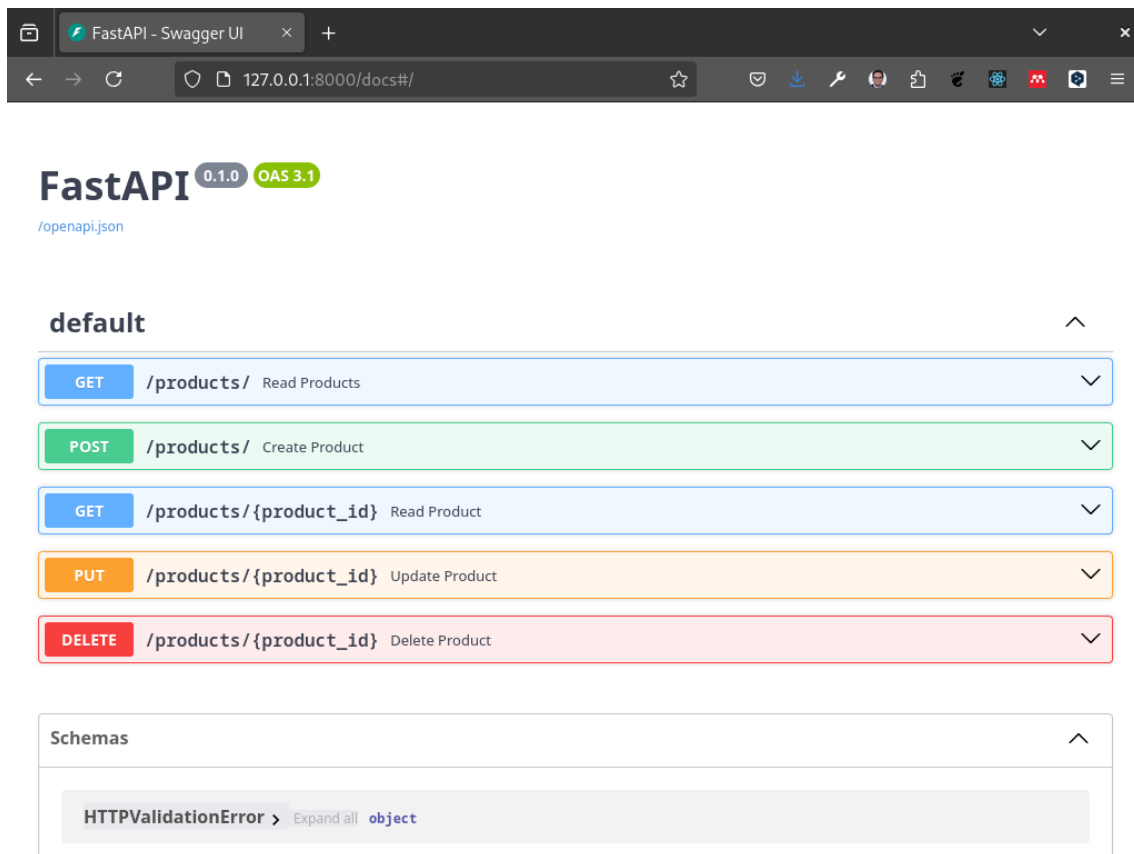 FastAPI - Swagger UI
127.0.0.1:8000/docs#/
FastAPI 0.1.0 OAS 3.1
/openapi.json
default
GET /products/ Read Products
POST /products/ Create Product
GET /products/{product_id} Read Product
PUT /products/{product_id} Update Product
DELETE /products/{product_id} Delete Product
Schemas
HTTPValidationError Expand all object